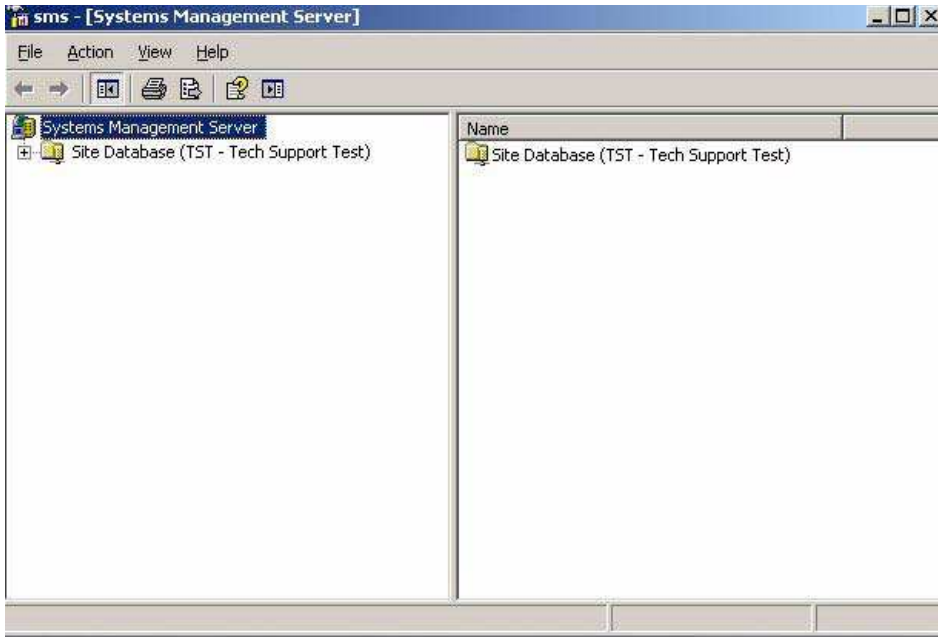 sms - [Systems Management Server]
File Action View Help
Systems Management Server
Site Database (TST - Tech Support Test)
Name
Site Database (TST - Tech Support Test)